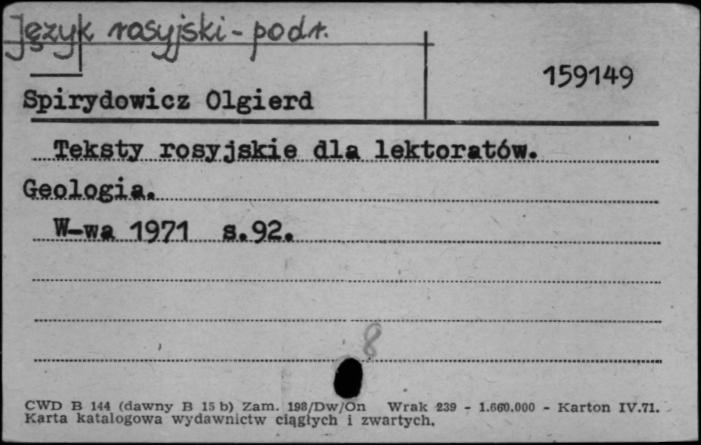 Język rosyjski - podr.
159149
Spirydowicz Olgierd
Teksty rosyjskie dla lektoratów.
Geologia.
W-wa 1971 s.92.
8
CWD B 144 (dawny B 15 b) Zam. 198/Dw/On Wrak 239 - 1.660.000 - Karton IV.71.
Karta katalogowa wydawnictw ciągłych i zwartych.